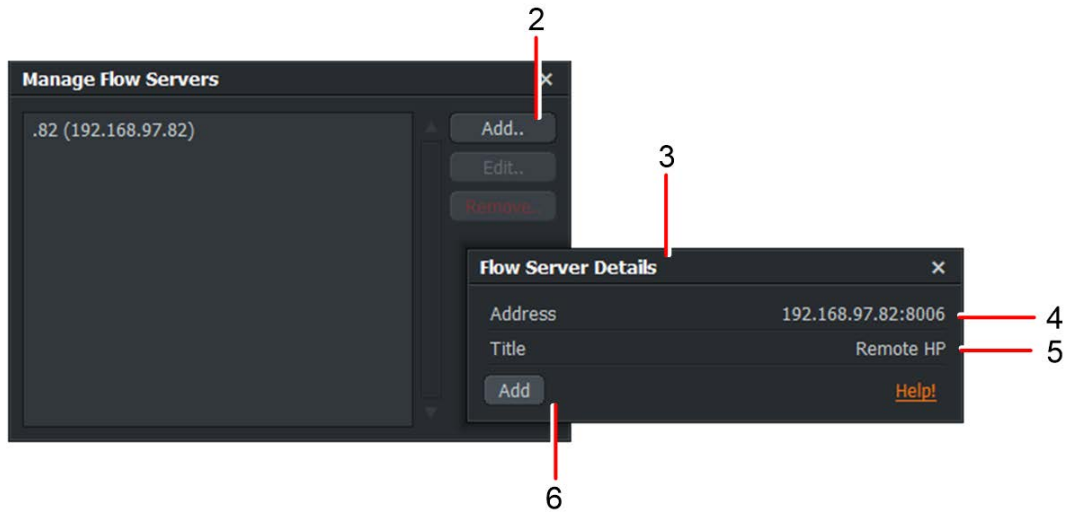 2
Manage Flow Servers ×
.82 (192.168.97.82)
Add..
Edit..
Remove..
3
Flow Server Details ×
Address 192.168.97.82:8006 4
Title Remote HP 5
Add Help!
6